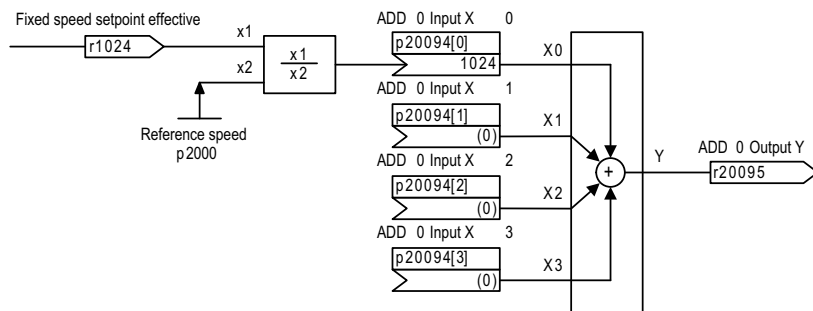 Fixed speed setpoint effective
r1024
x1
x2
x1
x2
Reference speed
p2000
ADD 0 Input X 0
p20094[0]
1024
X0
ADD 0 Input X 1
p20094[1]
(0)
X1
ADD 0 Input X 2
p20094[2]
(0)
X2
ADD 0 Input X 3
p20094[3]
(0)
X3
+
Y
ADD 0 Output Y
r20095